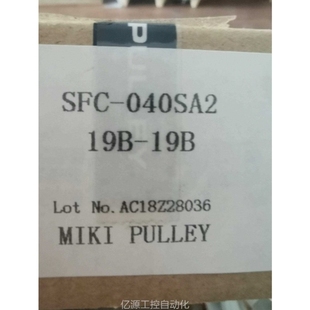 PULLEY
SFC-040SA2
19B-19B
Lot No. AC18Z28036
MIKI PULLEY
亿源工控自动化